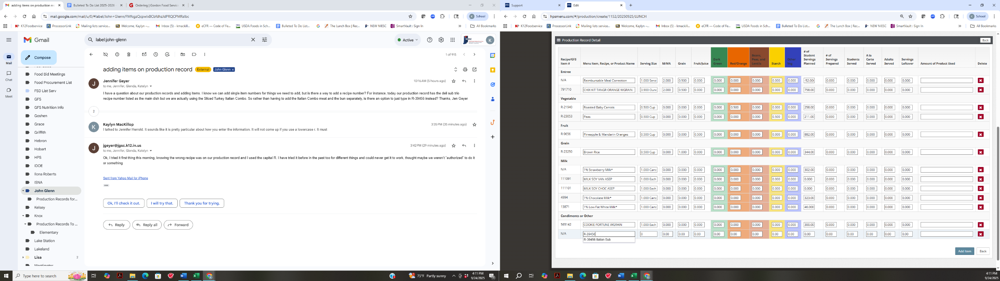 adding items on production rec
Bulleted To Do List 2025-2026 -
Ordering | Gordon Food Service
mail.google.com/mail/u/0/#label/John+Glenn/FMfcgzQcpwlxBCbfdhzJdPRQCPMRslbc
School
K12Foodservice
ProcessorLink
Mailing lists service...
Welcome, Kaylyn –...
Inbox (5) - kmackill...
eCFR — Code of Fe...
USDA Foods in Sch...
Bulleted To Do List...
The Lunch Box | Rec...
NEW NIESC
SmartVault : Sign In
All Bookmarks
Gmail
label:john-glenn
Active
NIESC
K
Mail
Chat
Meet
Compose
Food Bid Meetings
Food Procurement List
FSD List Serv
GFS
GFS Nutrition Info
Goshen
Grace
Griffith
Hebron
Hobart
HPS
IDOE
Ilona Roberts
ISNA
John Glenn
Production Records for...
Kelsey
Knox
Production Records To ...
Elementary
Lake Station
Lakeland
Lisa 2
Mentimeter
1 of 915
adding items on production record External John Glenn x
Jennifer Geyer 10:16 AM (5 hours ago)
to me, Jennifer, Glenda, Katelyn
I have a question about our production records and adding items. I know we can add single item numbers for things we need to add, but is there a way to add a recipe number? For instance, today our production record has the deli sub trio
recipe number listed as the main dish but we are actually using the Sliced Turkey Italian Combo. So rather than having to add the Italian Combo meat and the bun separately, is there an option to just type in R-39456 instead? Thanks, Jen Geyer
2
Kaylyn MacKillop 3:35 PM (35 minutes ago)
I talked to Jennifer Herrold. It sounds like it is pretty particular about how you enter the information. It will not come up if you use a lowercase r. It must
jgeyer@jgsc.k12.in.us 3:42 PM (29 minutes ago)
to me, Jennifer, Glenda, Katelyn
Ok, I tried it first thing this morning, knowing the wrong recipe was on our production record and I used the capital R. I have tried it before in the past too for different things and could never get it to work, thought maybe we weren't "authorized" to do it
or something
Sent from Yahoo Mail for iPhone
Ok, I'll check it out. I will try that. Thank you for trying.
Reply Reply all Forward
Type here to search
75°F Partly sunny
4:11 PM
9/24/2025
Support
Edit
hpsmenu.com/#/production/create/1152/20250925/LUNCH
School
K12Foodservice
ProcessorLink
Mailing lists service...
Welcome, Kaylyn –...
Inbox (5) - kmackill...
eCFR — Code of Fe...
USDA Foods in Sch...
Bulleted To Do List...
The Lunch Box | Rec...
NEW NIESC
SmartVault : Sign In
All Bookmarks
Production Record Detail Back
Recipe/GFS Item # Menu Item, Recipe, or Product Name Serving Size M/MA Grain Fruit/Juice Dark Green Red/Orange Beans, Peas, and Lentils Starch Other Veg # of Student Servings Planned # of Servings Prepared Students Served A la Carte Served Adults Served Servings Leftover Amount of Product Used Delete
Entree
N/A Reimbursable Meal Correction 1.000 Servi 2.000 0.500 0.000 0.000 0.000 0.000 0.000 0.000 -52.00 0.000 0.000 0.000 0.000 0.000
791710 CHIX KIT TANGR ORANGE WGRAIN 3.900 Ounc 2.000 0.500 0.000 0.000 0.000 0.000 0.000 0.000 758.00 0.000 0.000 0.000 0.000 0.000
Vegetable
R-21940 Roasted Baby Carrots 0.500 Cup 0.000 0.000 0.000 0.000 0.500 0.000 0.000 0.000 258.00 0.000 0.000 0.000 0.000 0.000
R-23053 Peas 0.500 Cup 0.000 0.000 0.000 0.000 0.000 0.000 0.500 0.000 211.00 0.000 0.000 0.000 0.000 0.000
Fruit
R-9656 Pineapple & Mandarin Oranges 0.500 Cup 0.000 0.000 0.500 0.000 0.000 0.000 0.000 0.000 882.00 0.000 0.000 0.000 0.000 0.000
Grain
R-23250 Brown Rice 0.500 Cup 0.000 1.000 0.000 0.000 0.000 0.000 0.000 0.000 344.00 0.000 0.000 0.000 0.000 0.000
Milk
N/A 1% Strawberry Milk* 1.000 Cartc 0.000 0.000 0.000 0.000 0.000 0.000 0.000 0.000 302.00 0.000 0.000 0.000 0.000 0.000
111091 MILK SOY VAN ASEP 1.000 Each 0.000 0.000 0.000 0.000 0.000 0.000 0.000 0.000 0.000 0.000 0.000 0.000 0.000 0.000
111101 MILK SOY CHOC ASEP 1.000 Each 0.000 0.000 0.000 0.000 0.000 0.000 0.000 0.000 0.000 0.000 0.000 0.000 0.000 0.000
4994 1% Chocolate Milk* 1.000 Cartc 0.000 0.000 0.000 0.000 0.000 0.000 0.000 0.000 323.00 0.000 0.000 0.000 0.000 0.000
13871 1% Low Fat White Milk* 1.000 Cartc 0.000 0.000 0.000 0.000 0.000 0.000 0.000 0.000 46.000 0.000 0.000 0.000 0.000 0.000
Condiments or Other
565142 COOKIE FORTUNE WGRAIN 1.000 Each 0.000 0.000 0.000 0.000 0.000 0.000 0.000 0.000 300.00 0.000 0.000 0.000 0.000 0.000
N/A R-39456 0 0.00 0.00 0.00 0.00 0.00 0.00 0.00 0.00 0.00 0.00 0.00 0.00 0.00 0.00
R-39456 Italian Sub
Add Item Back
4:11 PM
9/24/2025